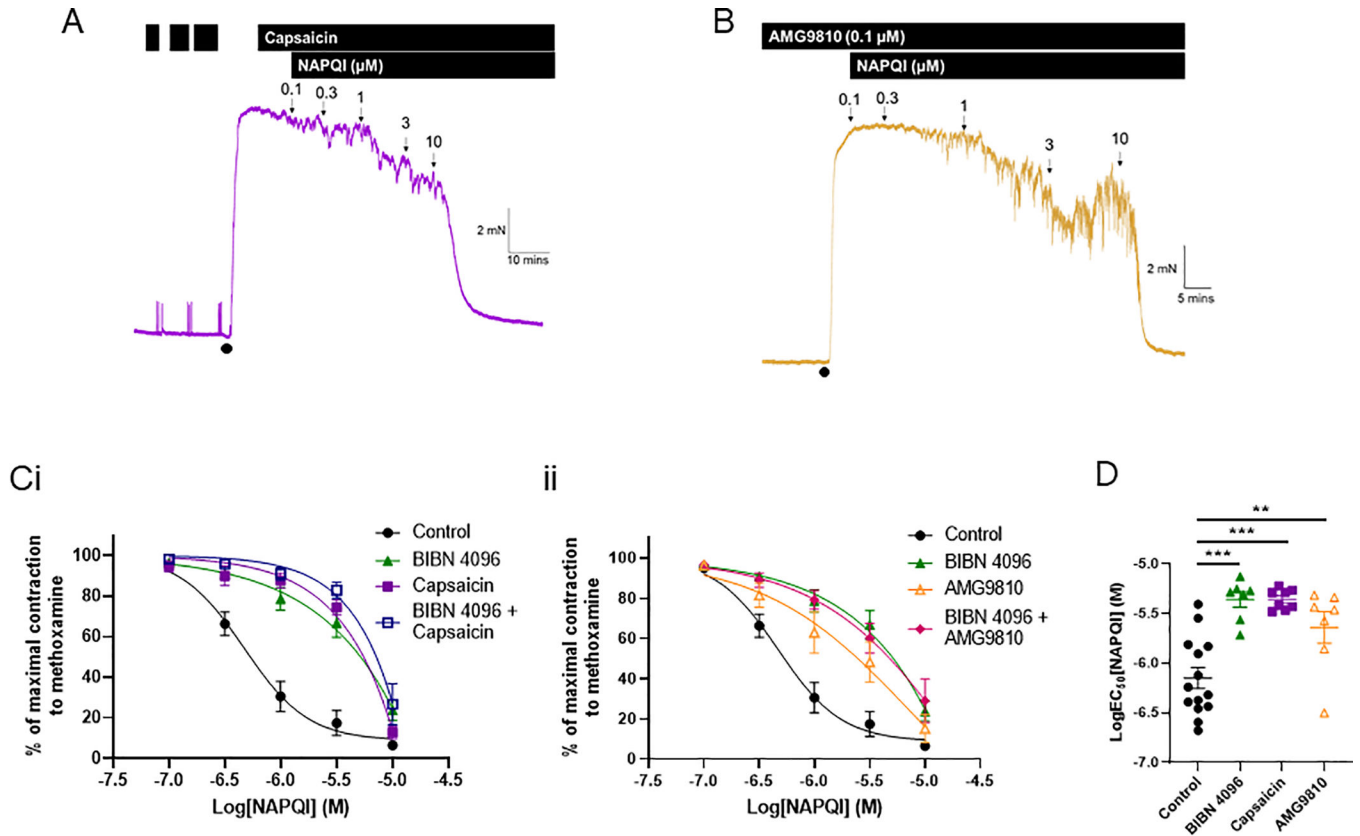 A
Capsaicin
NAPQI (µM)
0.1
0.3
1
3
10
2 mN
10 mins
B
AMG9810 (0.1 µM)
NAPQI (µM)
0.1
0.3
1
3
10
2 mN
5 mins
Ci
% of maximal contraction
to methoxamine
100
80
60
40
20
0
-7.0
-6.5
-6.0
-5.5
-5.0
-4.5
Log[NAPQI] (M)
Control
BIBN 4096
Capsaicin
BIBN 4096 +
Capsaicin
ii
% of maximal contraction
to methoxamine
100
80
60
40
20
0
-7.0
-6.5
-6.0
-5.5
-5.0
-4.5
Log[NAPQI] (M)
Control
BIBN 4096
AMG9810
BIBN 4096 +
AMG9810
D
**
***
***
LogEC50[NAPQI] (M)
-5.0
-5.5
-6.0
-6.5
-7.0
Control
BIBN 4096
Capsaicin
AMG9810